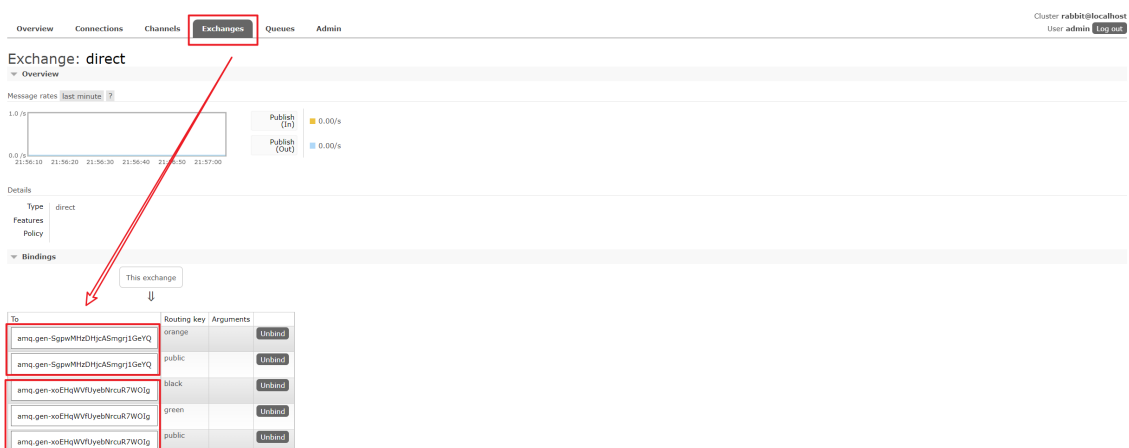 Cluster rabbit@localhost
Overview Connections Channels Exchanges Queues Admin
User admin Log out
Exchange: direct
Overview
Message rates last minute ?
1.0 /s
Publish (In) 0.00/s
Publish (Out) 0.00/s
0.0 /s
21:56:10 21:56:20 21:56:30 21:56:40 21:56:50 21:57:00
Details
Type direct
Features
Policy
Bindings
This exchange
⇓
To Routing key Arguments
amq.gen-SgpwMHzDHjcASmgrj1GeYQ orange Unbind
amq.gen-SgpwMHzDHjcASmgrj1GeYQ public Unbind
amq.gen-xoEHqWVfUyebNrcuR7WOIg black Unbind
amq.gen-xoEHqWVfUyebNrcuR7WOIg green Unbind
amq.gen-xoEHqWVfUyebNrcuR7WOIg public Unbind